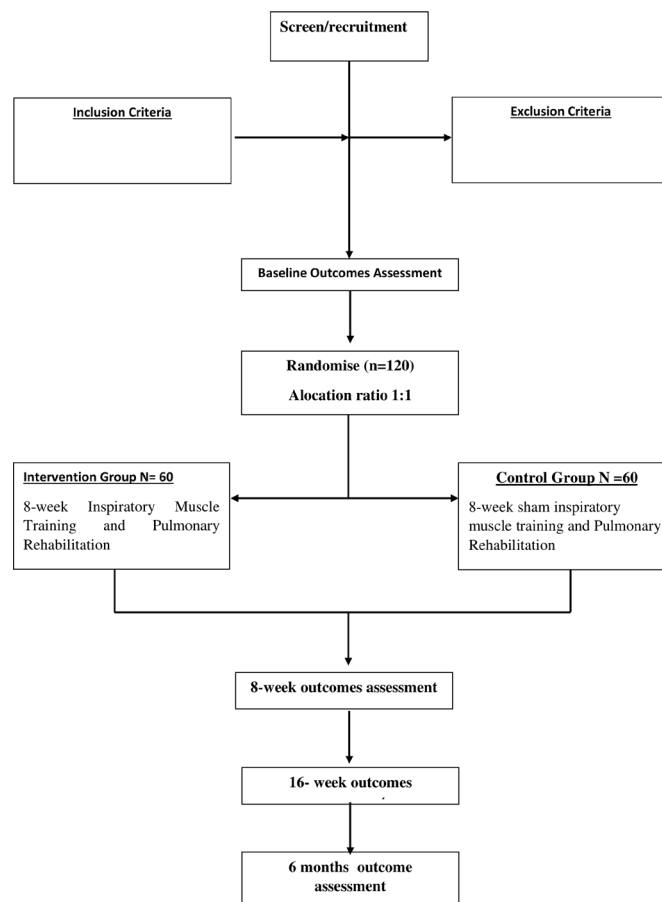 Screen/recruitment
Inclusion Criteria
Exclusion Criteria
Baseline Outcomes Assessment
Randomise (n=120)
Alocation ratio 1:1
Intervention Group N= 60
8-week Inspiratory Muscle
Training and Pulmonary
Rehabilitation
Control Group N =60
8-week sham inspiratory
muscle training and Pulmonary
Rehabilitation
8-week outcomes assessment
16- week outcomes
6 months outcome
assessment